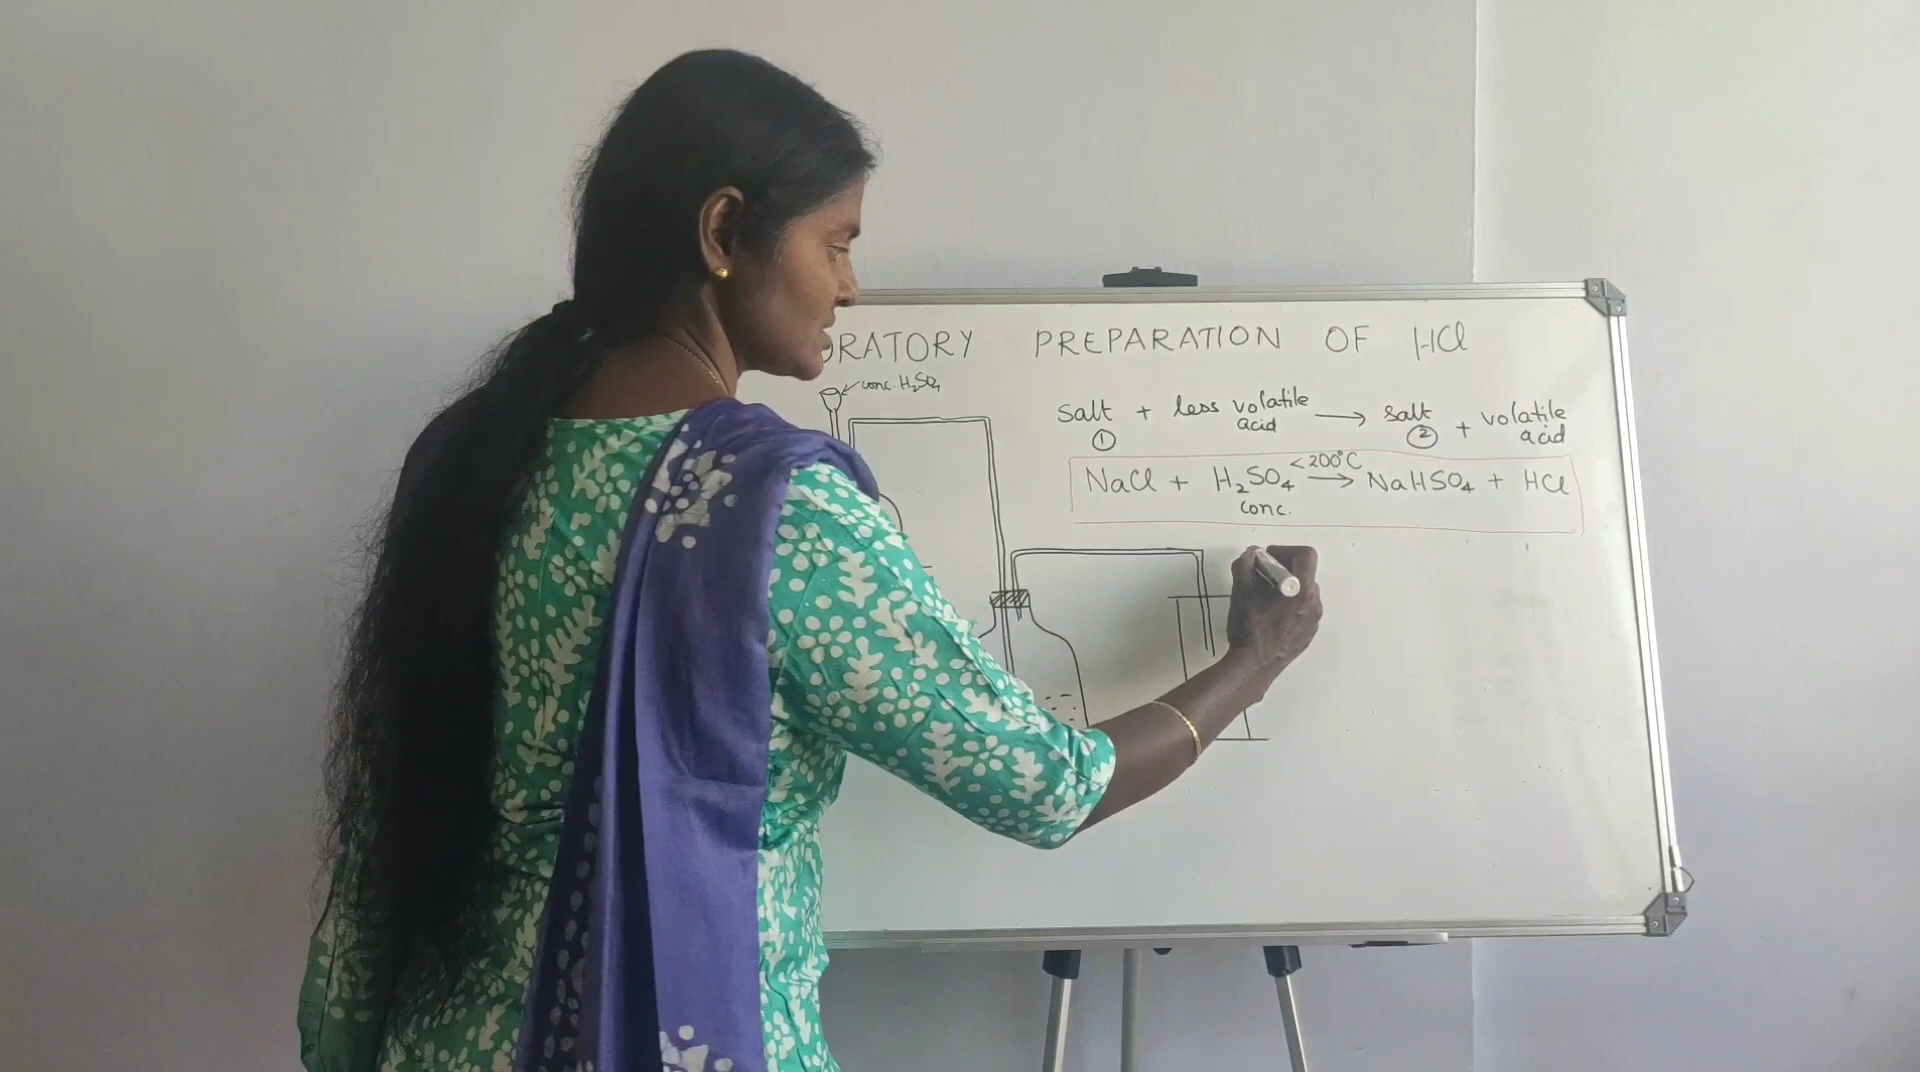 ORATORY PREPARATION OF HCl
conc. H₂SO₄
Salt + less volatile acid → salt + volatile acid
① ②
NaCl + H₂SO₄ <200°C → NaHSO₄ + HCl
conc.